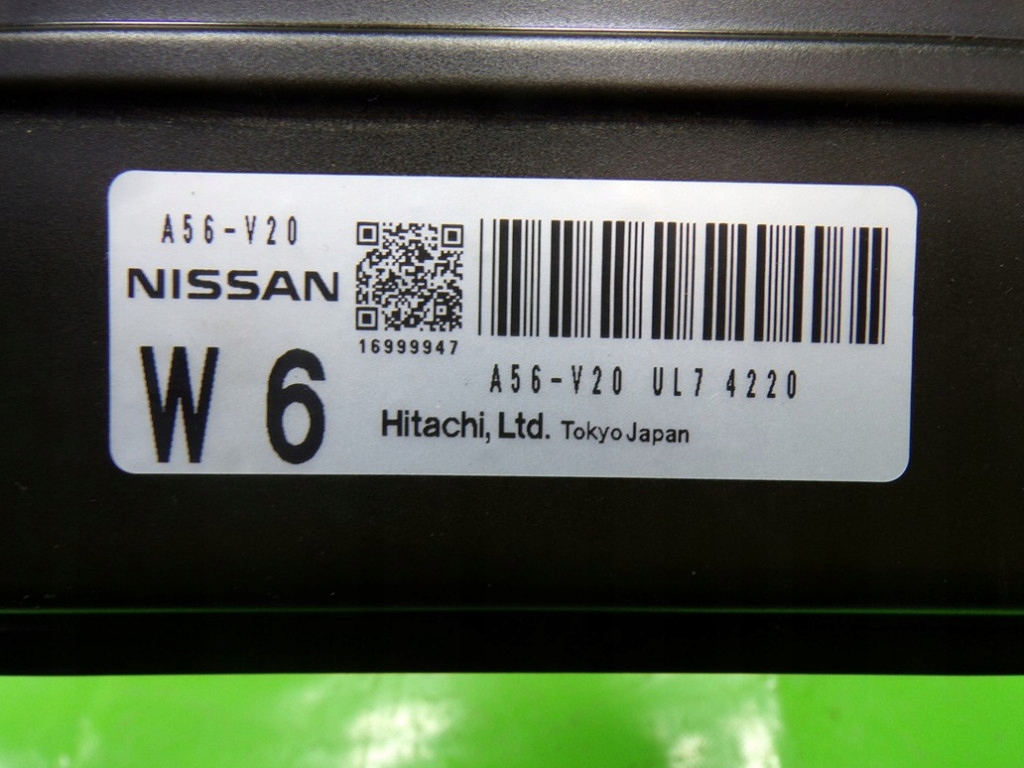 A56-V20
NISSAN
W 6
16999947
A56-V20 UL7 4220
Hitachi, Ltd. Tokyo Japan